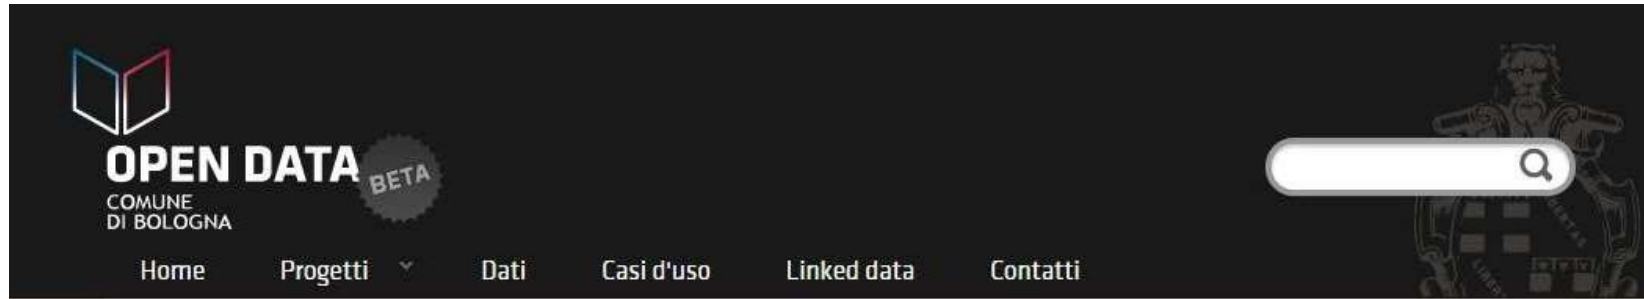 OPEN DATA
BETA
COMUNE
DI BOLOGNA
Home Progetti Dati Casi d'uso Linked data Contatti